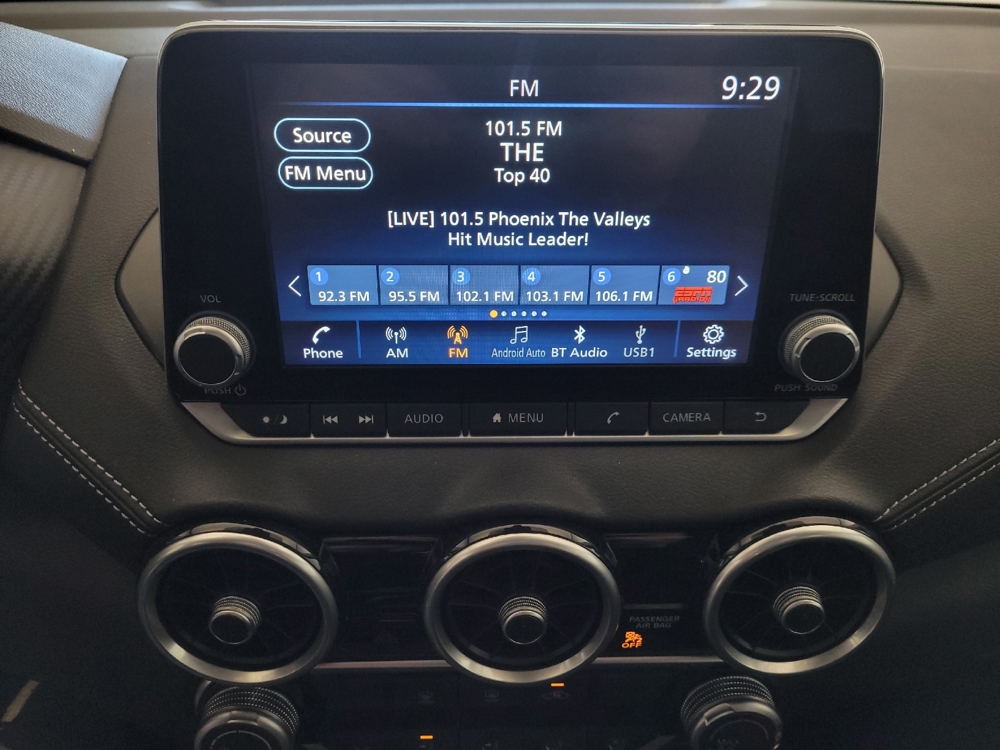 FM 9:29
Source
FM Menu
101.5 FM
THE
Top 40
[LIVE] 101.5 Phoenix The Valleys
Hit Music Leader!
1 2 3 4 5 6 80
92.3 FM 95.5 FM 102.1 FM 103.1 FM 106.1 FM ESPN
Phone AM FM Android Auto BT Audio USB1 Settings
VOL
TUNE·SCROLL
PUSH
PUSH SOUND
AUDIO MENU CAMERA
PASSENGER
AIR BAG
OFF